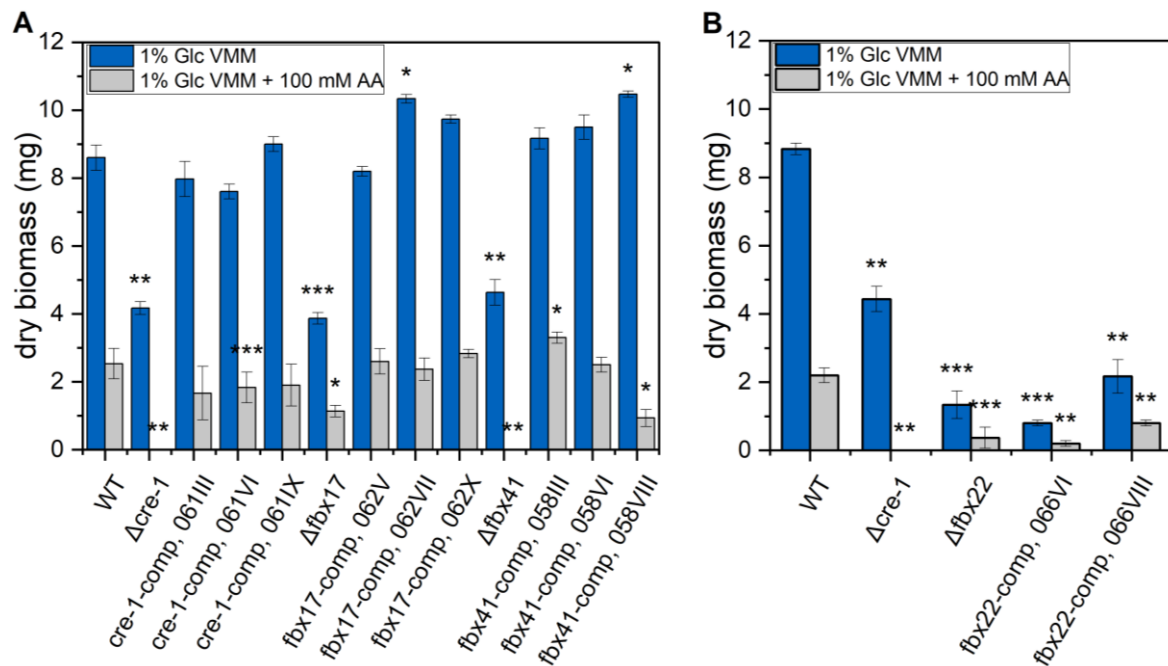 A
12
10
8
6
4
2
0
dry biomass (mg)
1% Glc VMM
1% Glc VMM + 100 mM AA
**
**
***
***
*
*
**
**
*
*
*
WT
Δcre-1
cre-1-comp, 061III
cre-1-comp, 061VI
cre-1-comp, 061IX
Δfbx17
fbx17-comp, 062V
fbx17-comp, 062VII
fbx17-comp, 062X
Δfbx41
fbx41-comp, 058III
fbx41-comp, 058VI
fbx41-comp, 058VIII
B
12
10
8
6
4
2
0
dry biomass (mg)
1% Glc VMM
1% Glc VMM + 100 mM AA
**
**
***
***
***
**
**
**
WT
Δcre-1
Δfbx22
fbx22-comp, 066VI
fbx22-comp, 066VIII